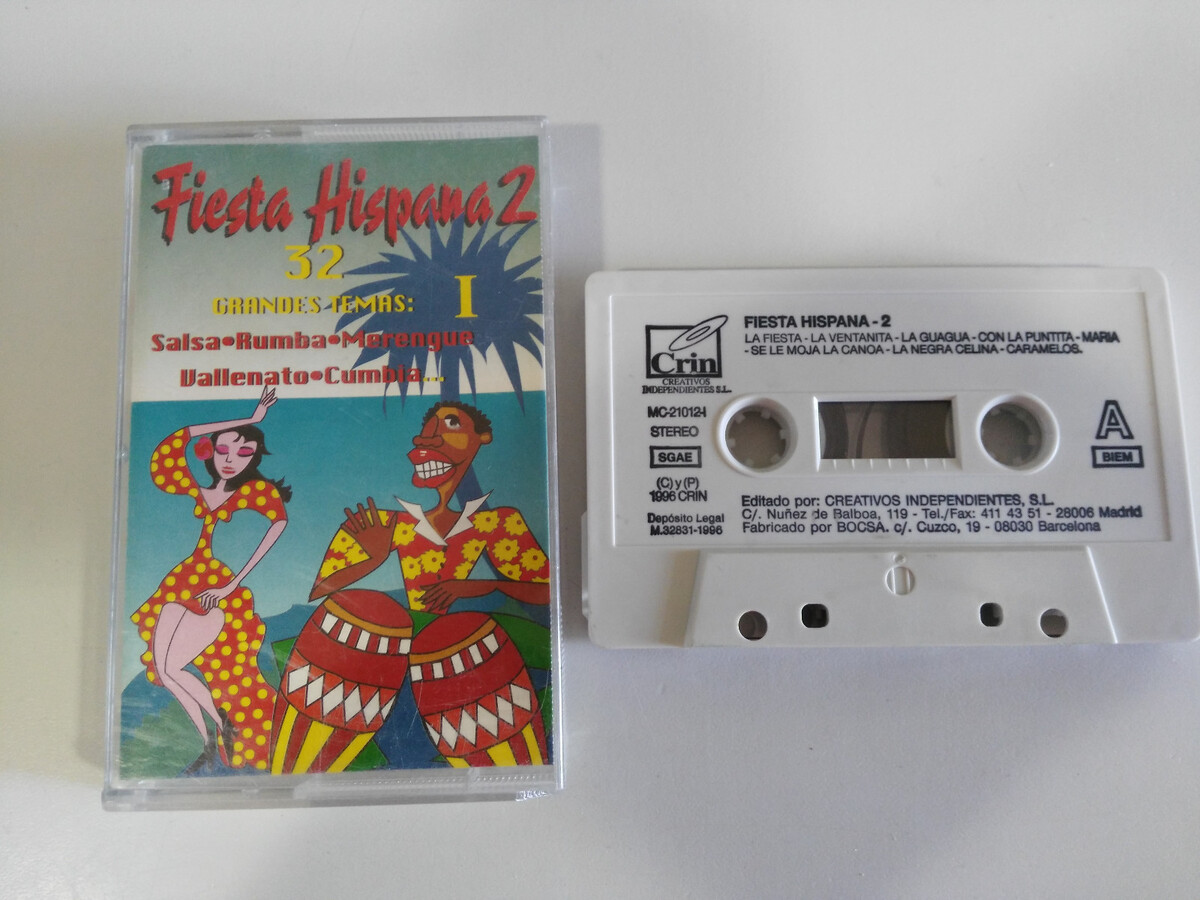 Fiesta Hispana 2
32
GRANDES TEMAS:
I
Salsa•Rumba•Merengue
Vallenato•Cumbia...
Crin
CREATIVOS
INDEPENDIENTES S.L.
MC-21012-I
STEREO
SGAE
(C) y (P)
1996 CRIN
Depósito Legal
M.32831-1996
FIESTA HISPANA - 2
LA FIESTA - LA VENTANITA - LA GUAGUA - CON LA PUNTITA - MARIA
- SE LE MOJA LA CANOA - LA NEGRA CELINA - CARAMELOS.
A
BIEM
Editado por: CREATIVOS INDEPENDIENTES, S.L.
C/. Nuñez de Balboa, 119 - Tel./Fax: 411 43 51 - 28006 Madrid
Fabricado por BOCSA. c/. Cuzco, 19 - 08030 Barcelona